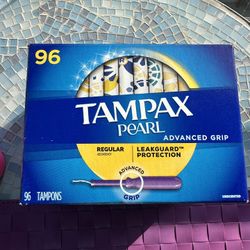 96
TAMPAX
PEARL
ADVANCED GRIP
REGULAR
LEAKGUARD™
PROTECTION
ADVANCED
GRIP
96 TAMPONS